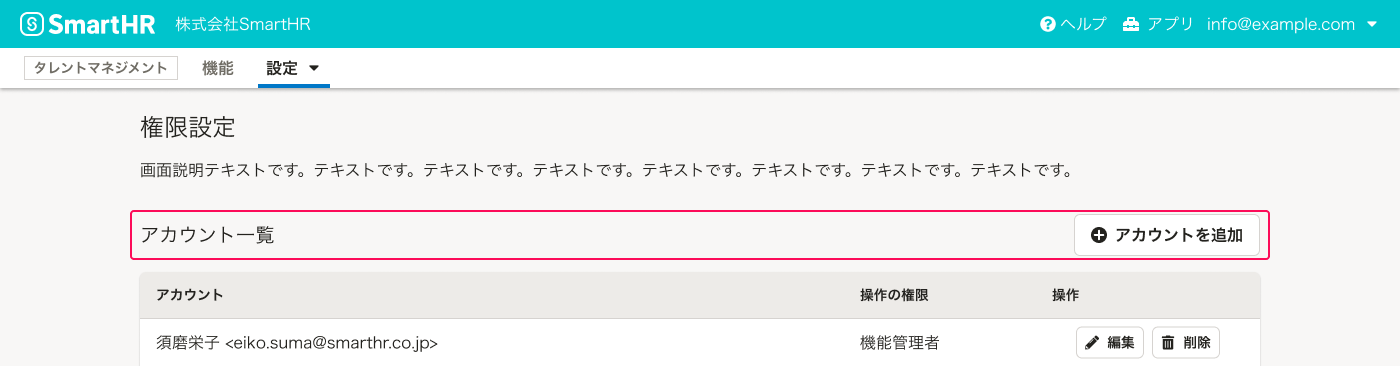 SmartHR 株式会社SmartHR ヘルプ アプリ info@example.com
タレントマネジメント 機能 設定
権限設定
画面説明テキストです。テキストです。テキストです。テキストです。テキストです。テキストです。テキストです。テキストです。
アカウント一覧 アカウントを追加
アカウント 操作の権限 操作
須磨栄子 <eiko.suma@smarthr.co.jp> 機能管理者 編集 削除